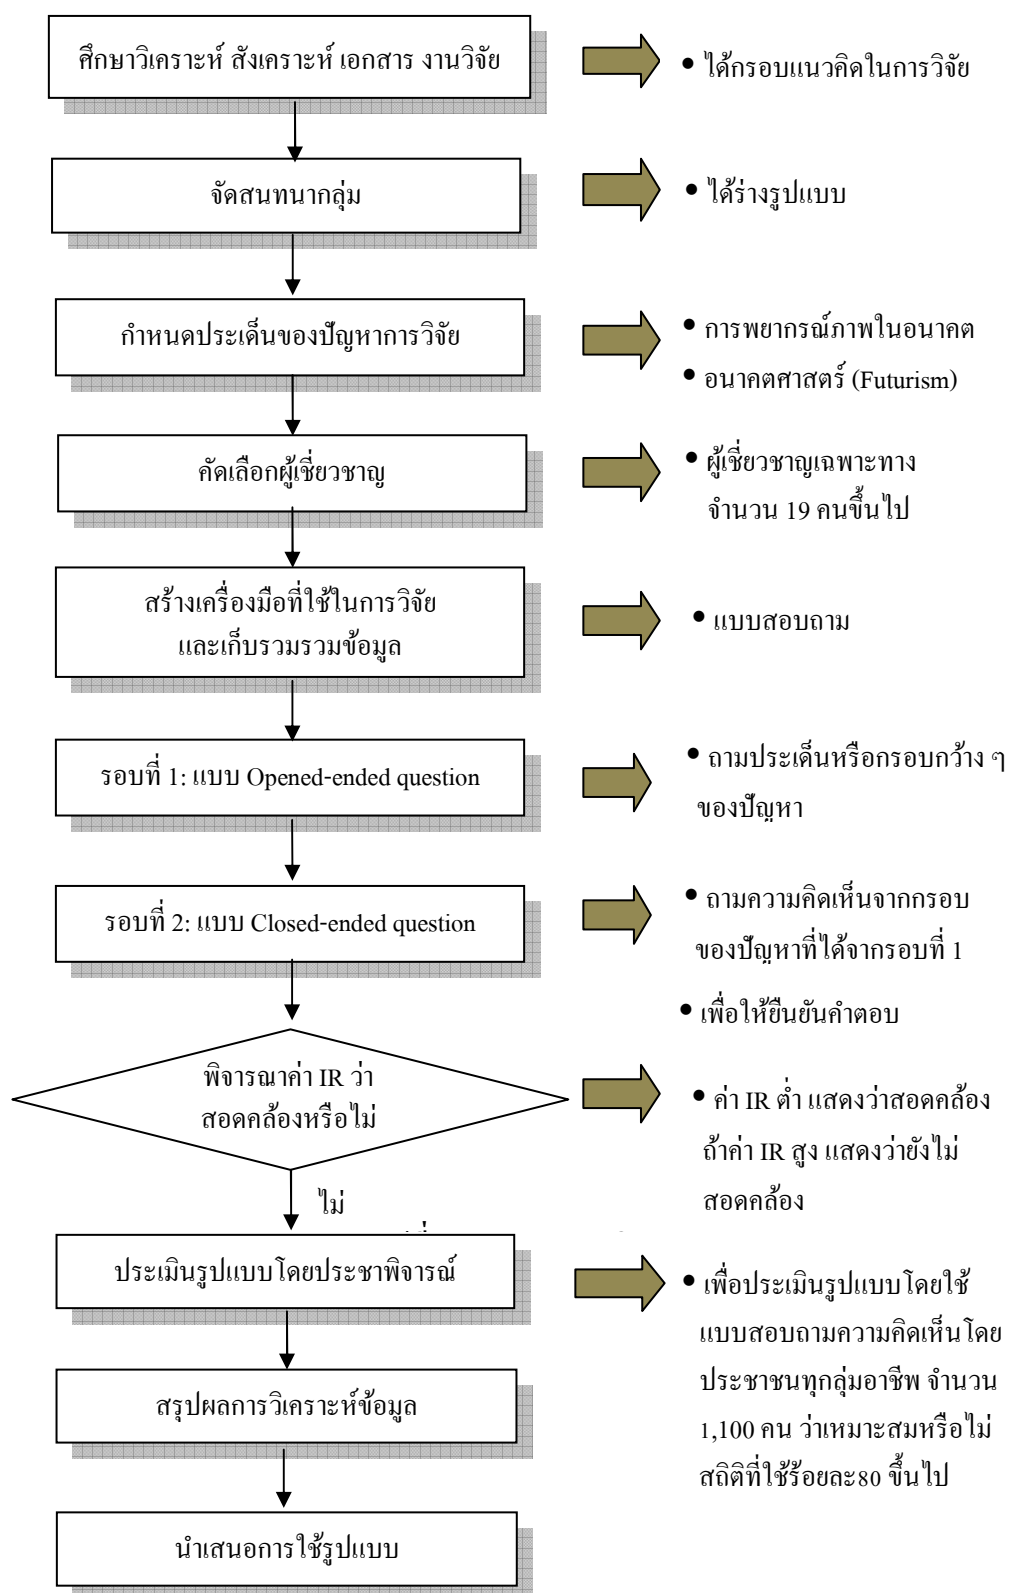 ศึกษาวิเคราะห์ สังเคราะห์ เอกสาร งานวิจัย
• ได้กรอบแนวคิดในการวิจัย
จัดสนทนากลุ่ม
• ได้ร่างรูปแบบ
กำหนดประเด็นของปัญหาการวิจัย
• การพยากรณ์ภาพในอนาคต
• อนาคตศาสตร์ (Futurism)
คัดเลือกผู้เชี่ยวชาญ
• ผู้เชี่ยวชาญเฉพาะทาง
จำนวน 19 คนขึ้นไป
สร้างเครื่องมือที่ใช้ในการวิจัย
และเก็บรวมรวมข้อมูล
• แบบสอบถาม
รอบที่ 1: แบบ Opened-ended question
• ถามประเด็นหรือกรอบกว้าง ๆ
ของปัญหา
รอบที่ 2: แบบ Closed-ended question
• ถามความคิดเห็นจากกรอบ
ของปัญหาที่ได้จากรอบที่ 1
• เพื่อให้ยืนยันคำตอบ
พิจารณาค่า IR ว่า
สอดคล้องหรือไม่
• ค่า IR ต่ำ แสดงว่าสอดคล้อง
ถ้าค่า IR สูง แสดงว่ายังไม่
สอดคล้อง
ไม่
ประเมินรูปแบบโดยประชาพิจารณ์
• เพื่อประเมินรูปแบบโดยใช้
แบบสอบถามความคิดเห็นโดย
ประชาชนทุกกลุ่มอาชีพ จำนวน
1,100 คน ว่าเหมาะสมหรือไม่
สถิติที่ใช้ร้อยละ80 ขึ้นไป
สรุปผลการวิเคราะห์ข้อมูล
นำเสนอการใช้รูปแบบ